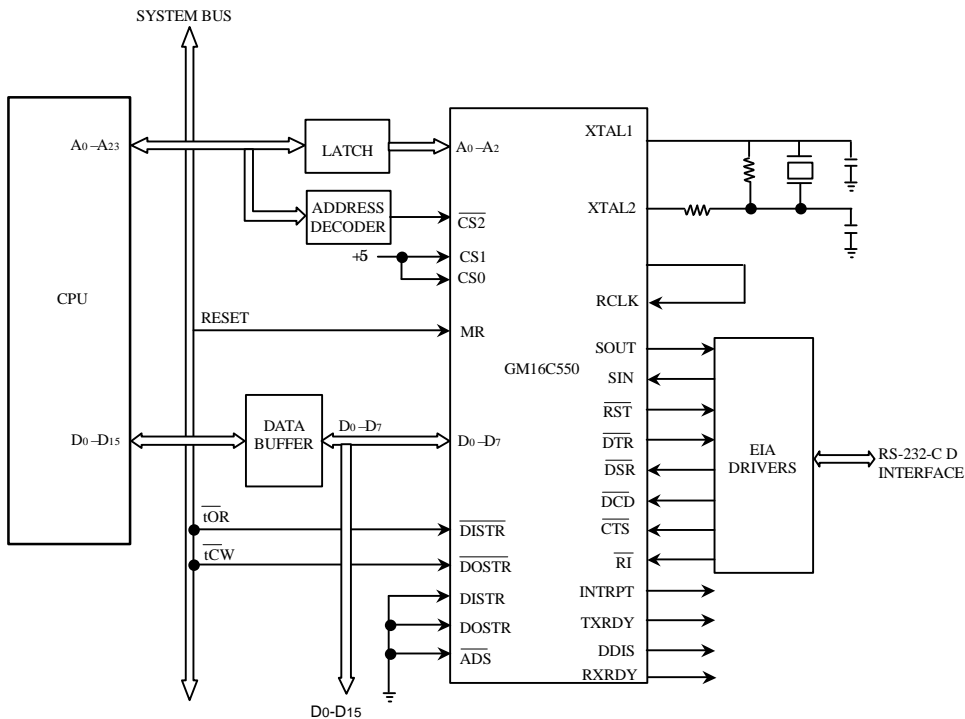 SYSTEM BUS
CPU
A0–A23
D0–D15
LATCH
ADDRESS
DECODER
+5
RESET
DATA
BUFFER
D0–D7
tOR
tCW
D0-D15
GM16C550
A0–A2
CS2
CS1
CS0
MR
D0–D7
DISTR
DOSTR
DISTR
DOSTR
ADS
XTAL1
XTAL2
RCLK
SOUT
SIN
RST
DTR
DSR
DCD
CTS
RI
INTRPT
TXRDY
DDIS
RXRDY
EIA
DRIVERS
RS-232-C D
INTERFACE